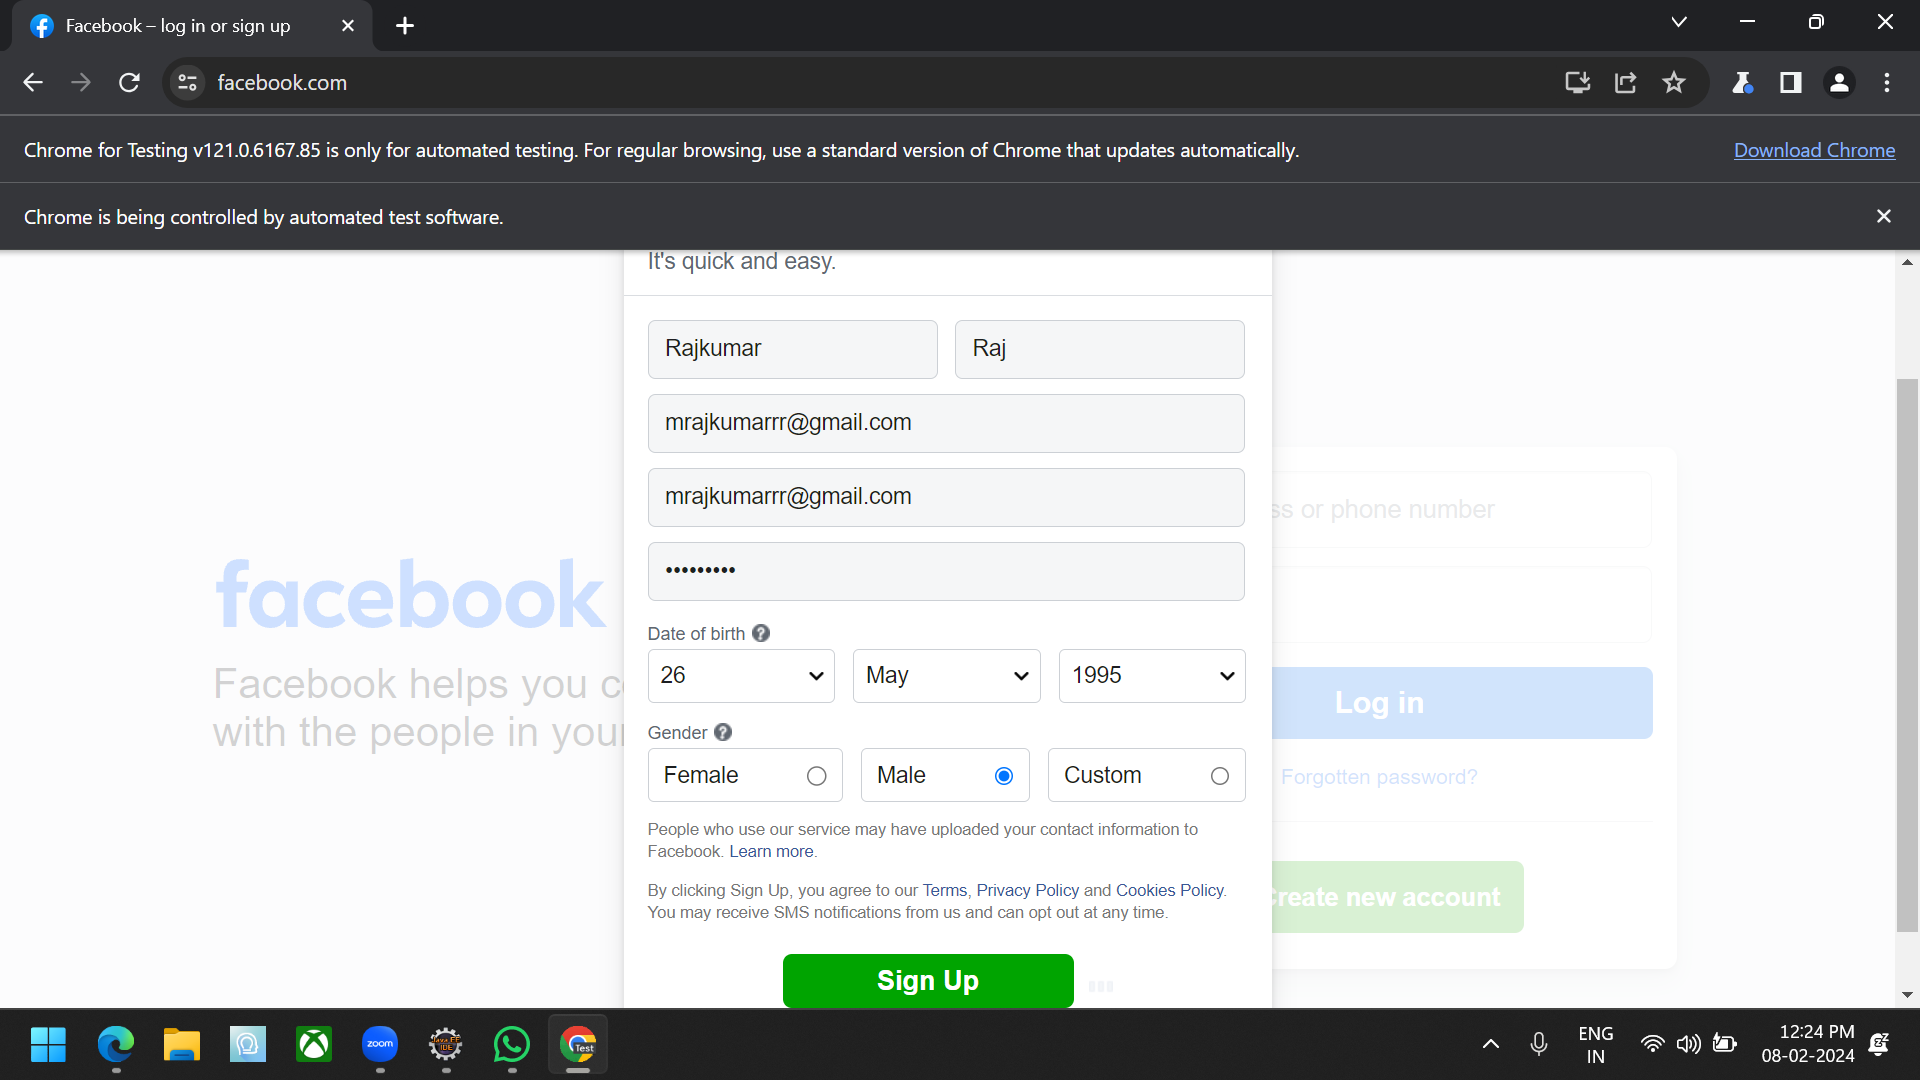 Facebook – log in or sign up
facebook.com
Chrome for Testing v121.0.6167.85 is only for automated testing. For regular browsing, use a standard version of Chrome that updates automatically.
Download Chrome
Chrome is being controlled by automated test software.
It's quick and easy.
Rajkumar
Raj
mrajkumarrr@gmail.com
mrajkumarrr@gmail.com
•••••••••
ss or phone number
facebook
Facebook helps you c
with the people in your
Date of birth ?
26
May
1995
Log in
Gender ?
Female
Male
Custom
Forgotten password?
People who use our service may have uploaded your contact information to
Facebook. Learn more.
By clicking Sign Up, you agree to our Terms, Privacy Policy and Cookies Policy.
You may receive SMS notifications from us and can opt out at any time.
Create new account
Sign Up
zoom
Java EE
IDE
Test
ENG
IN
12:24 PM
08-02-2024